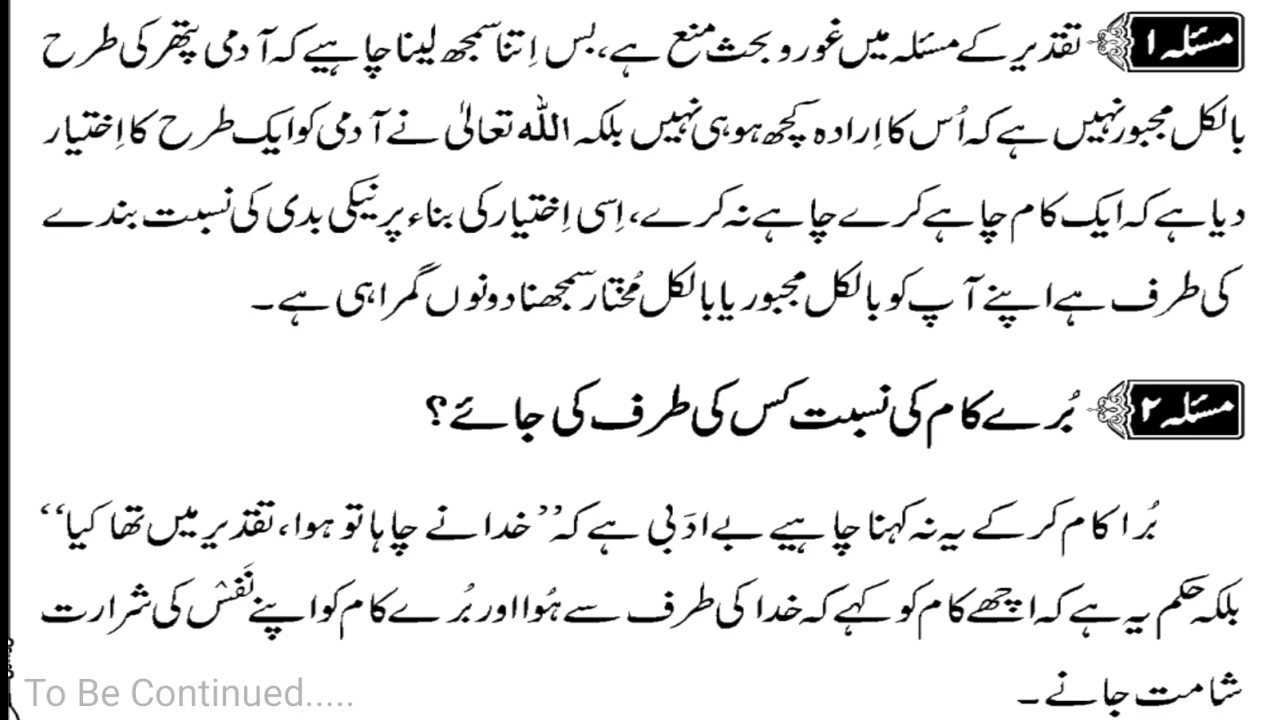 مسئلہ ۱ تقدیر کے مسئلہ میں غور و بحث منع ہے، بس اِتنا سمجھ لینا چاہیے کہ آدمی پتھر کی طرح
بالکل مجبور نہیں ہے کہ اُس کا اِرادہ کچھ ہو ہی نہیں بلکہ اللہ تعالیٰ نے آدمی کو ایک طرح کا اِختیار
دیا ہے کہ ایک کام چاہے کرے چاہے نہ کرے، اِسی اِختیار کی بناء پر نیکی بدی کی نسبت بندے
کی طرف ہے اپنے آپ کو بالکل مجبور یا بالکل مُختار سمجھنا دونوں گمراہی ہے۔
مسئلہ ۲ بُرے کام کی نسبت کس کی طرف کی جائے؟
بُرا کام کر کے یہ نہ کہنا چاہیے بے ادَبی ہے کہ ’’خدا نے چاہا تو ہوا، تقدیر میں تھا کیا‘‘
بلکہ حکم یہ ہے کہ اچھے کام کو کہے کہ خدا کی طرف سے ہُوا اور بُرے کام کو اپنے نَفْسْ کی شرارت
شامت جانے۔
To Be Continued.....